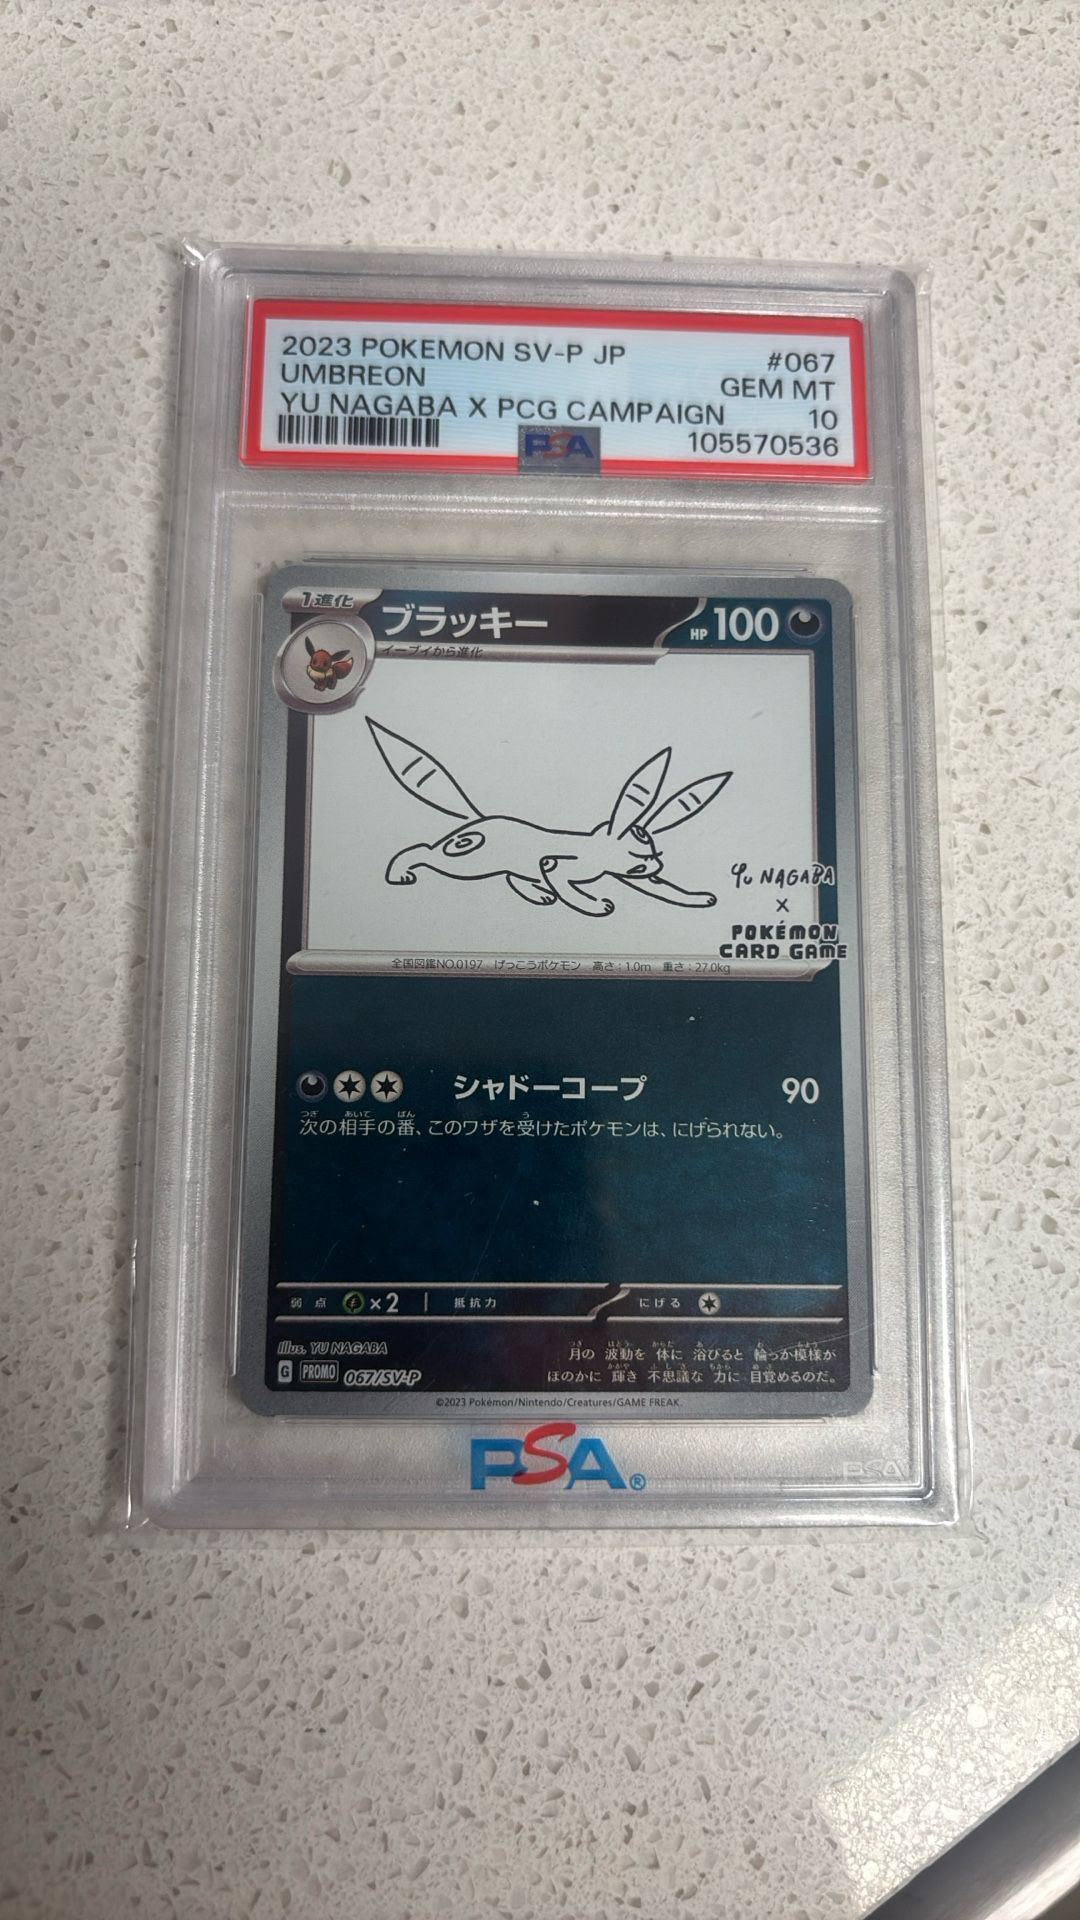 2023 POKEMON SV-P JP #067
UMBREON GEM MT
YU NAGABA X PCG CAMPAIGN 10
PSA 105570536
1進化
ブラッキー HP 100
イーブイから進化
Yu NAGABA
X
POKÉMON
CARD GAME
全国図鑑NO.0197 げっこうポケモン 高さ:1.0m 重さ:27.0kg
シャドーコープ 90
次の相手の番、このワザを受けたポケモンは、にげられない。
弱点 ×2 抵抗力 にげる
Illus. YU NAGABA
月の波動を体に浴びると輪っか模様が
ほのかに輝き不思議な力に目覚めるのだ。
G PROMO 067/SV-P
©2023 Pokémon/Nintendo/Creatures/GAME FREAK.
PSA®
PSA